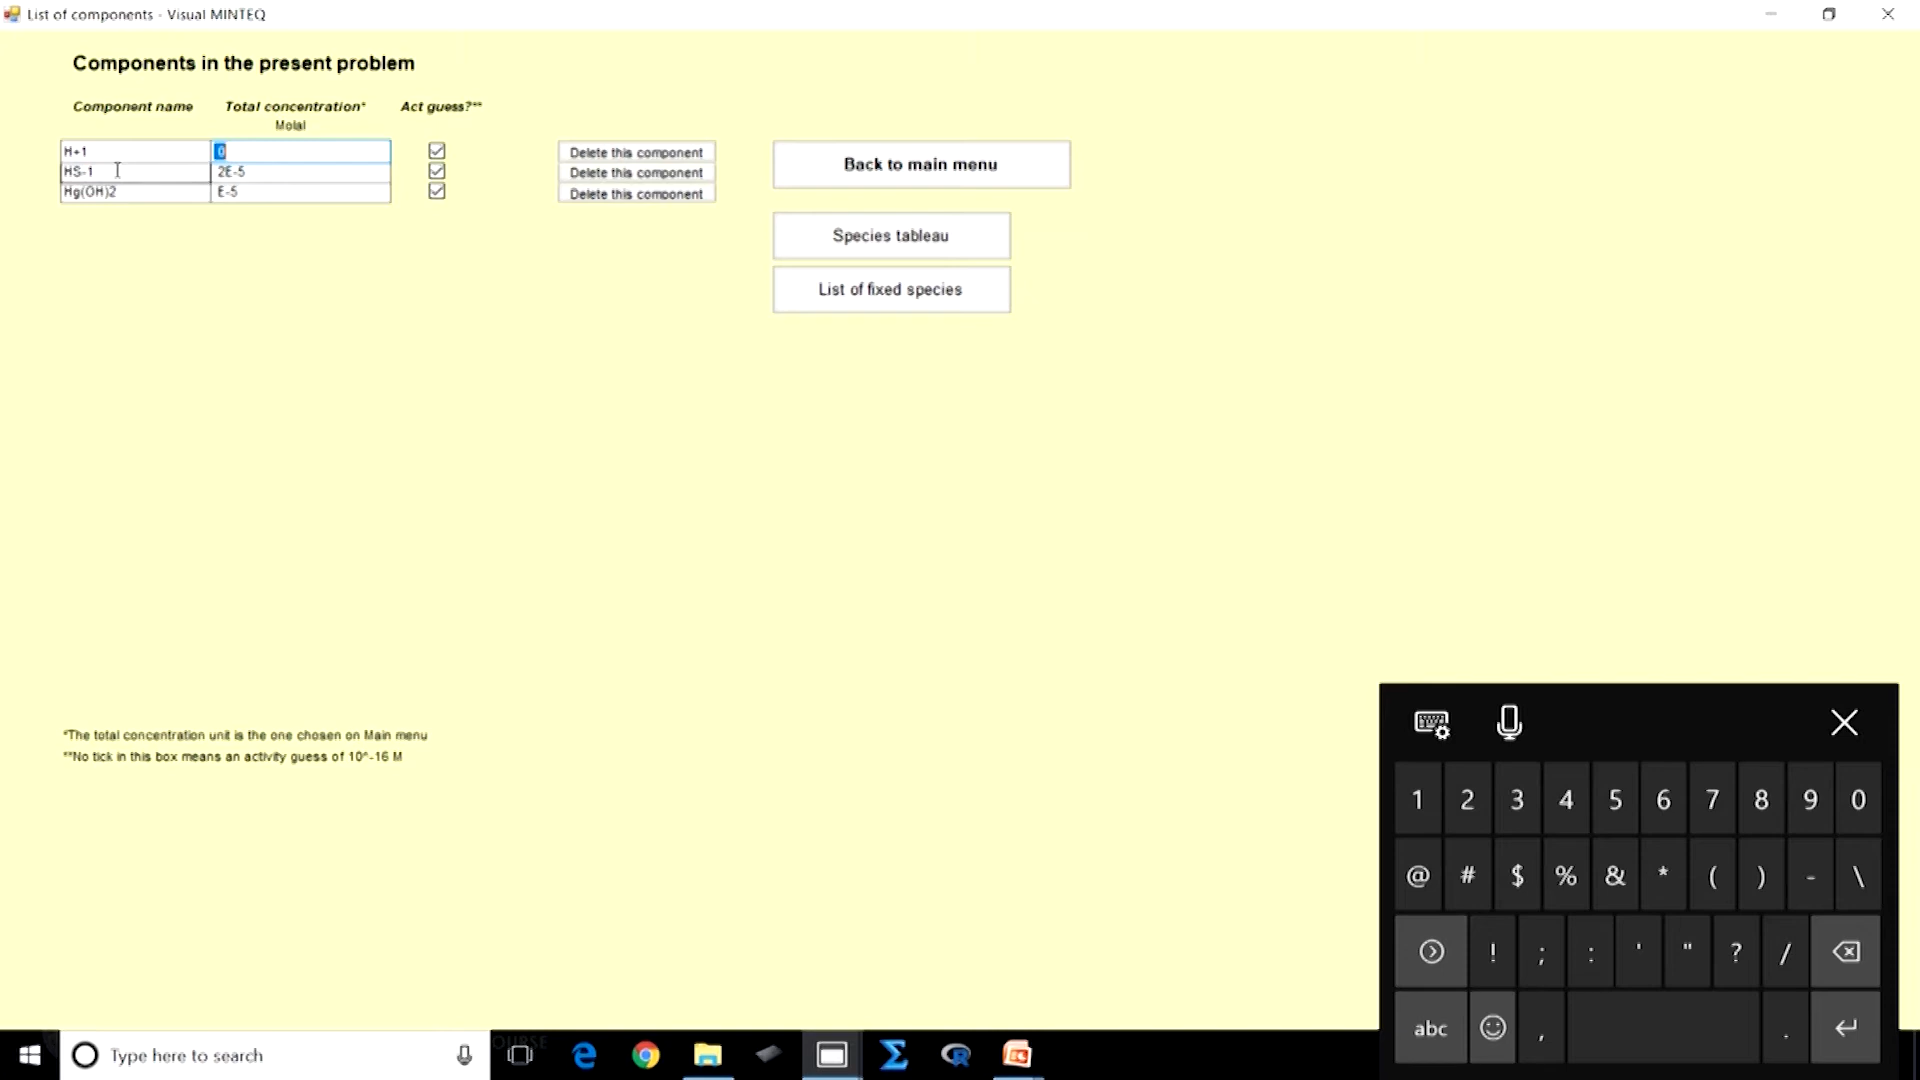 List of components - Visual MINTEQ
Components in the present problem
Component name Total concentration* Act guess?**
Molal
H+1 0 Delete this component
HS-1 2E-5 Delete this component
Hg(OH)2 E-5 Delete this component
Back to main menu
Species tableau
List of fixed species
*The total concentration unit is the one chosen on Main menu
**No tick in this box means an activity guess of 10^-16 M
1 2 3 4 5 6 7 8 9 0
@ # $ % & * ( ) - \
! ; : ' " ? /
abc , .
Type here to search